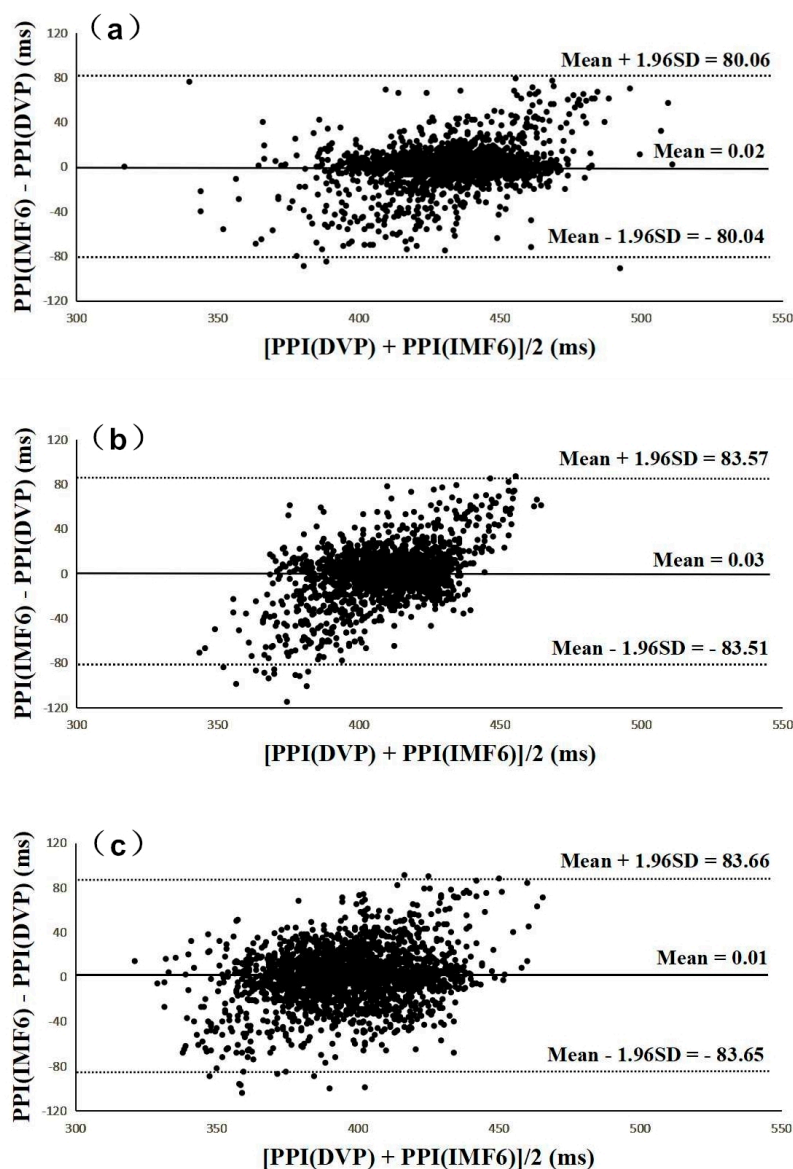 (a)
120
80
40
0
-40
-80
-120
PPI(IMF6) - PPI(DVP) (ms)
Mean + 1.96SD = 80.06
Mean = 0.02
Mean - 1.96SD = - 80.04
300 350 400 450 500 550
[PPI(DVP) + PPI(IMF6)]/2 (ms)
(b)
120
80
40
0
-40
-80
-120
PPI(IMF6) - PPI(DVP) (ms)
Mean + 1.96SD = 83.57
Mean = 0.03
Mean - 1.96SD = - 83.51
300 350 400 450 500 550
[PPI(DVP) + PPI(IMF6)]/2 (ms)
(c)
120
80
40
0
-40
-80
-120
PPI(IMF6) - PPI(DVP) (ms)
Mean + 1.96SD = 83.66
Mean = 0.01
Mean - 1.96SD = - 83.65
300 350 400 450 500 550
[PPI(DVP) + PPI(IMF6)]/2 (ms)